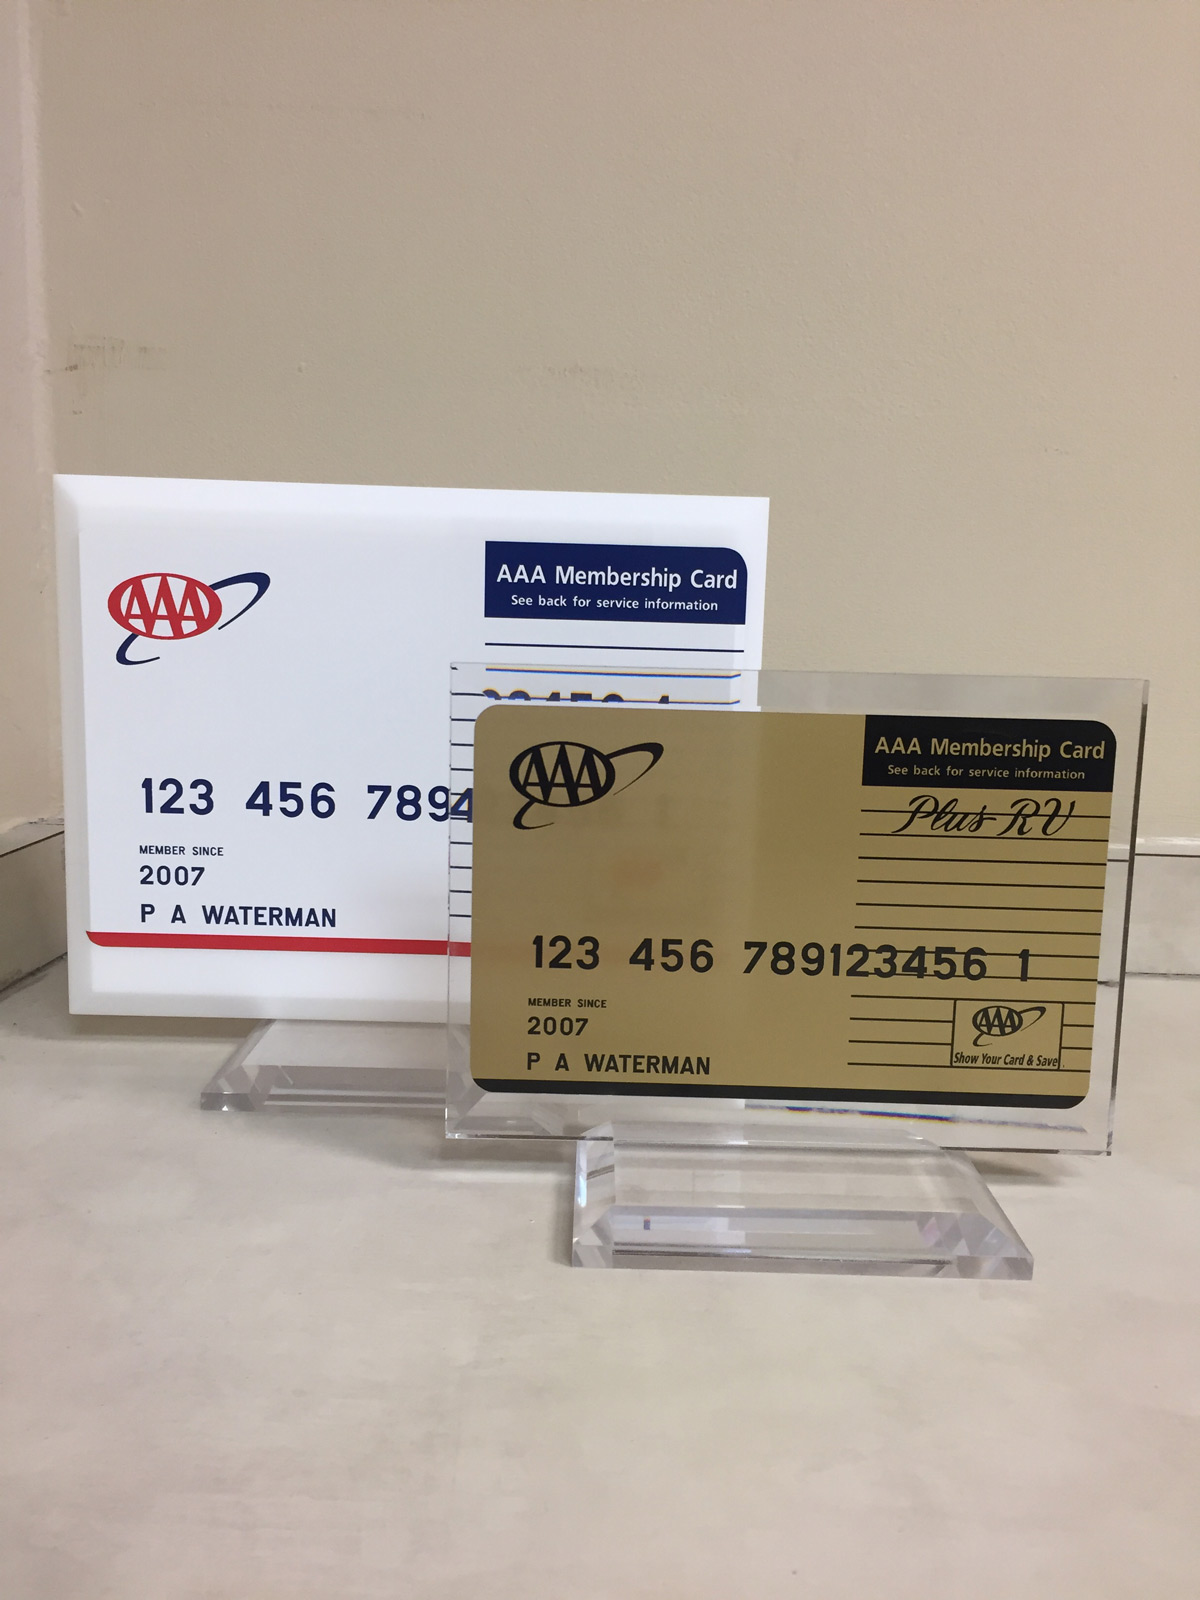 AAA
AAA Membership Card
See back for service information
123 456 789
MEMBER SINCE
2007
P A WATERMAN
AAA
AAA Membership Card
See back for service information
Plus RV
123 456 789123456 1
MEMBER SINCE
2007
P A WATERMAN
AAA
Show Your Card & Save